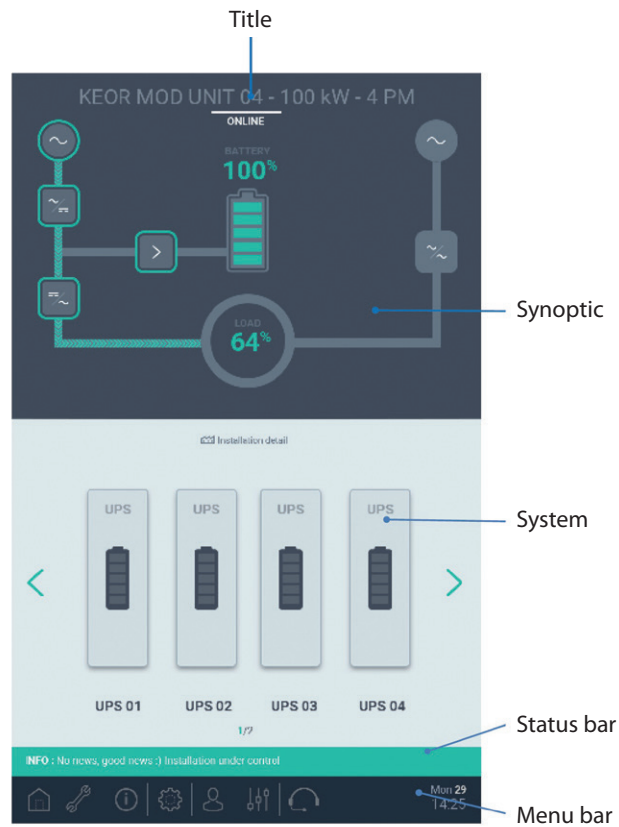 Title
KEOR MOD UNIT 04 - 100 kW - 4 PM
ONLINE
BATTERY
100%
LOAD
64%
Synoptic
Installation detail
UPS UPS UPS UPS
System
UPS 01 UPS 02 UPS 03 UPS 04
1/2
Status bar
INFO : No news, good news :) Installation under control
Mon 29
14:25
Menu bar